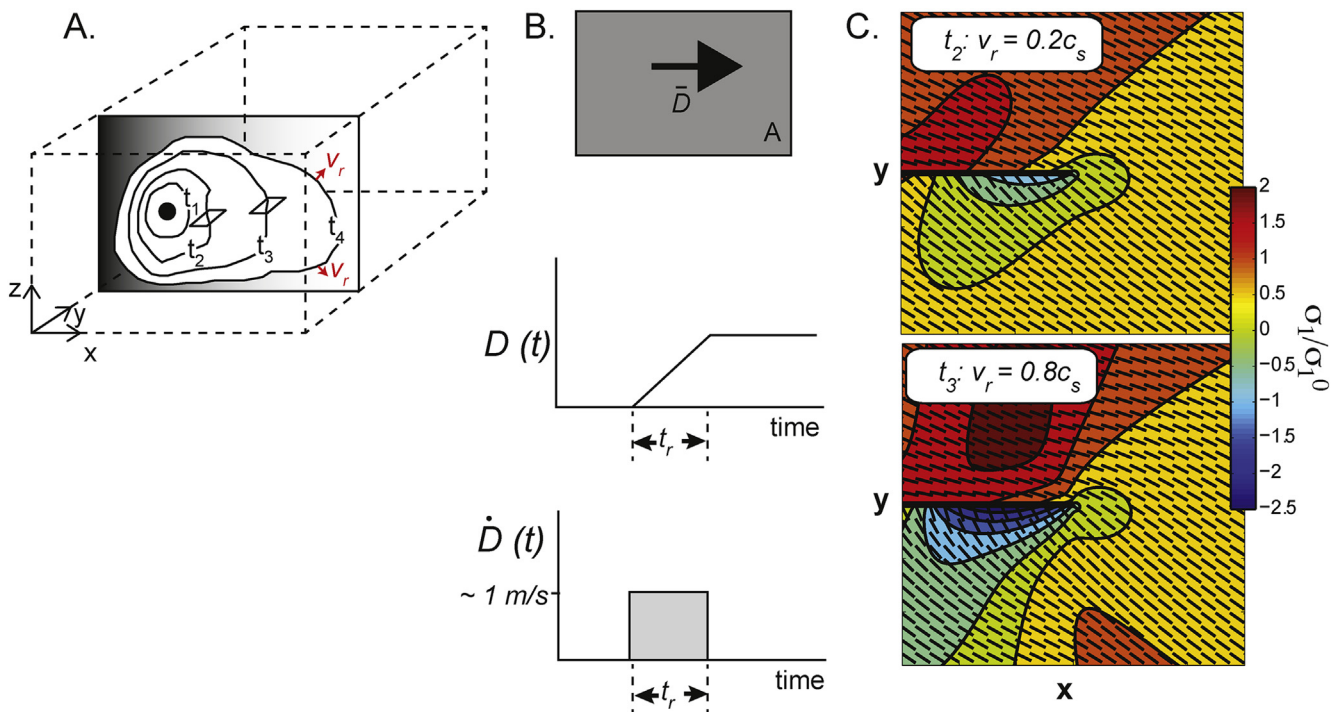 A.
t1
t2
t3
t4
vr
vr
z
y
x
B.
D̄
A
D (t)
time
tr
Ḋ (t)
~ 1 m/s
time
tr
C.
t2: vr = 0.2cs
y
t3: vr = 0.8cs
y
x
2
1.5
1
0.5
0
−0.5
−1
−1.5
−2
−2.5
σ1/σ1⁰